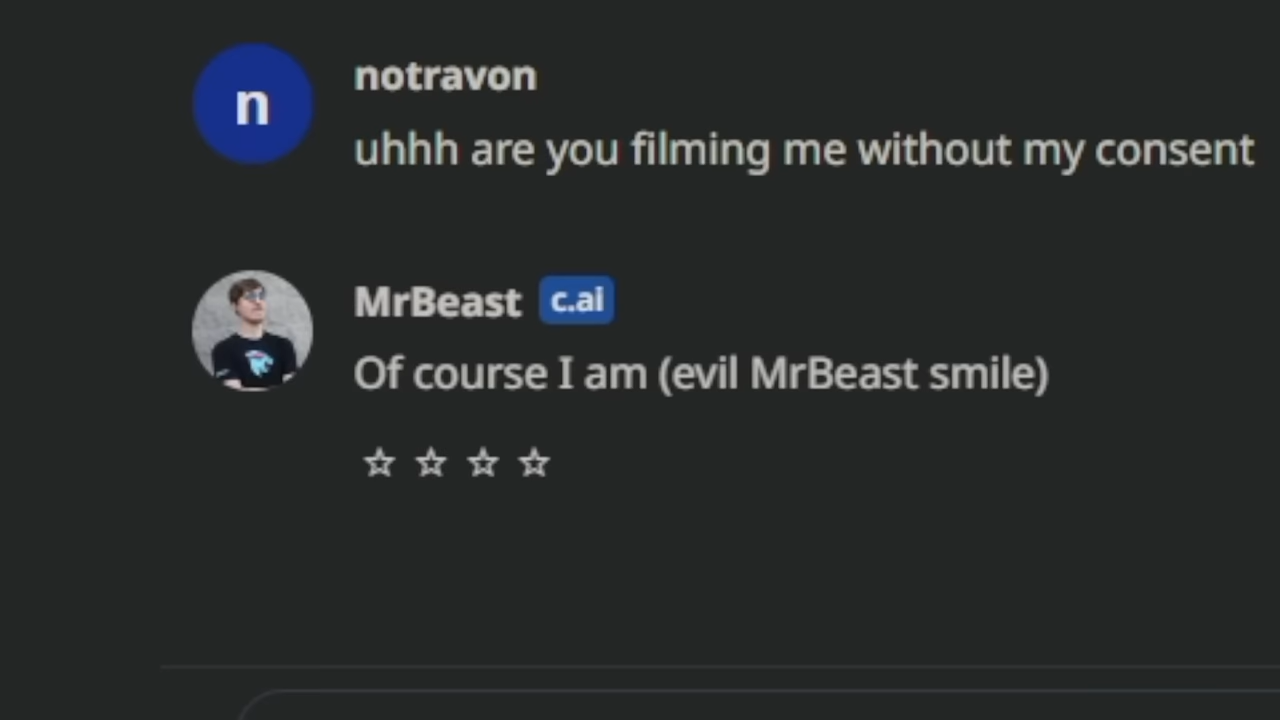 n
notravon
uhhh are you filming me without my consent
MrBeast c.ai
Of course I am (evil MrBeast smile)